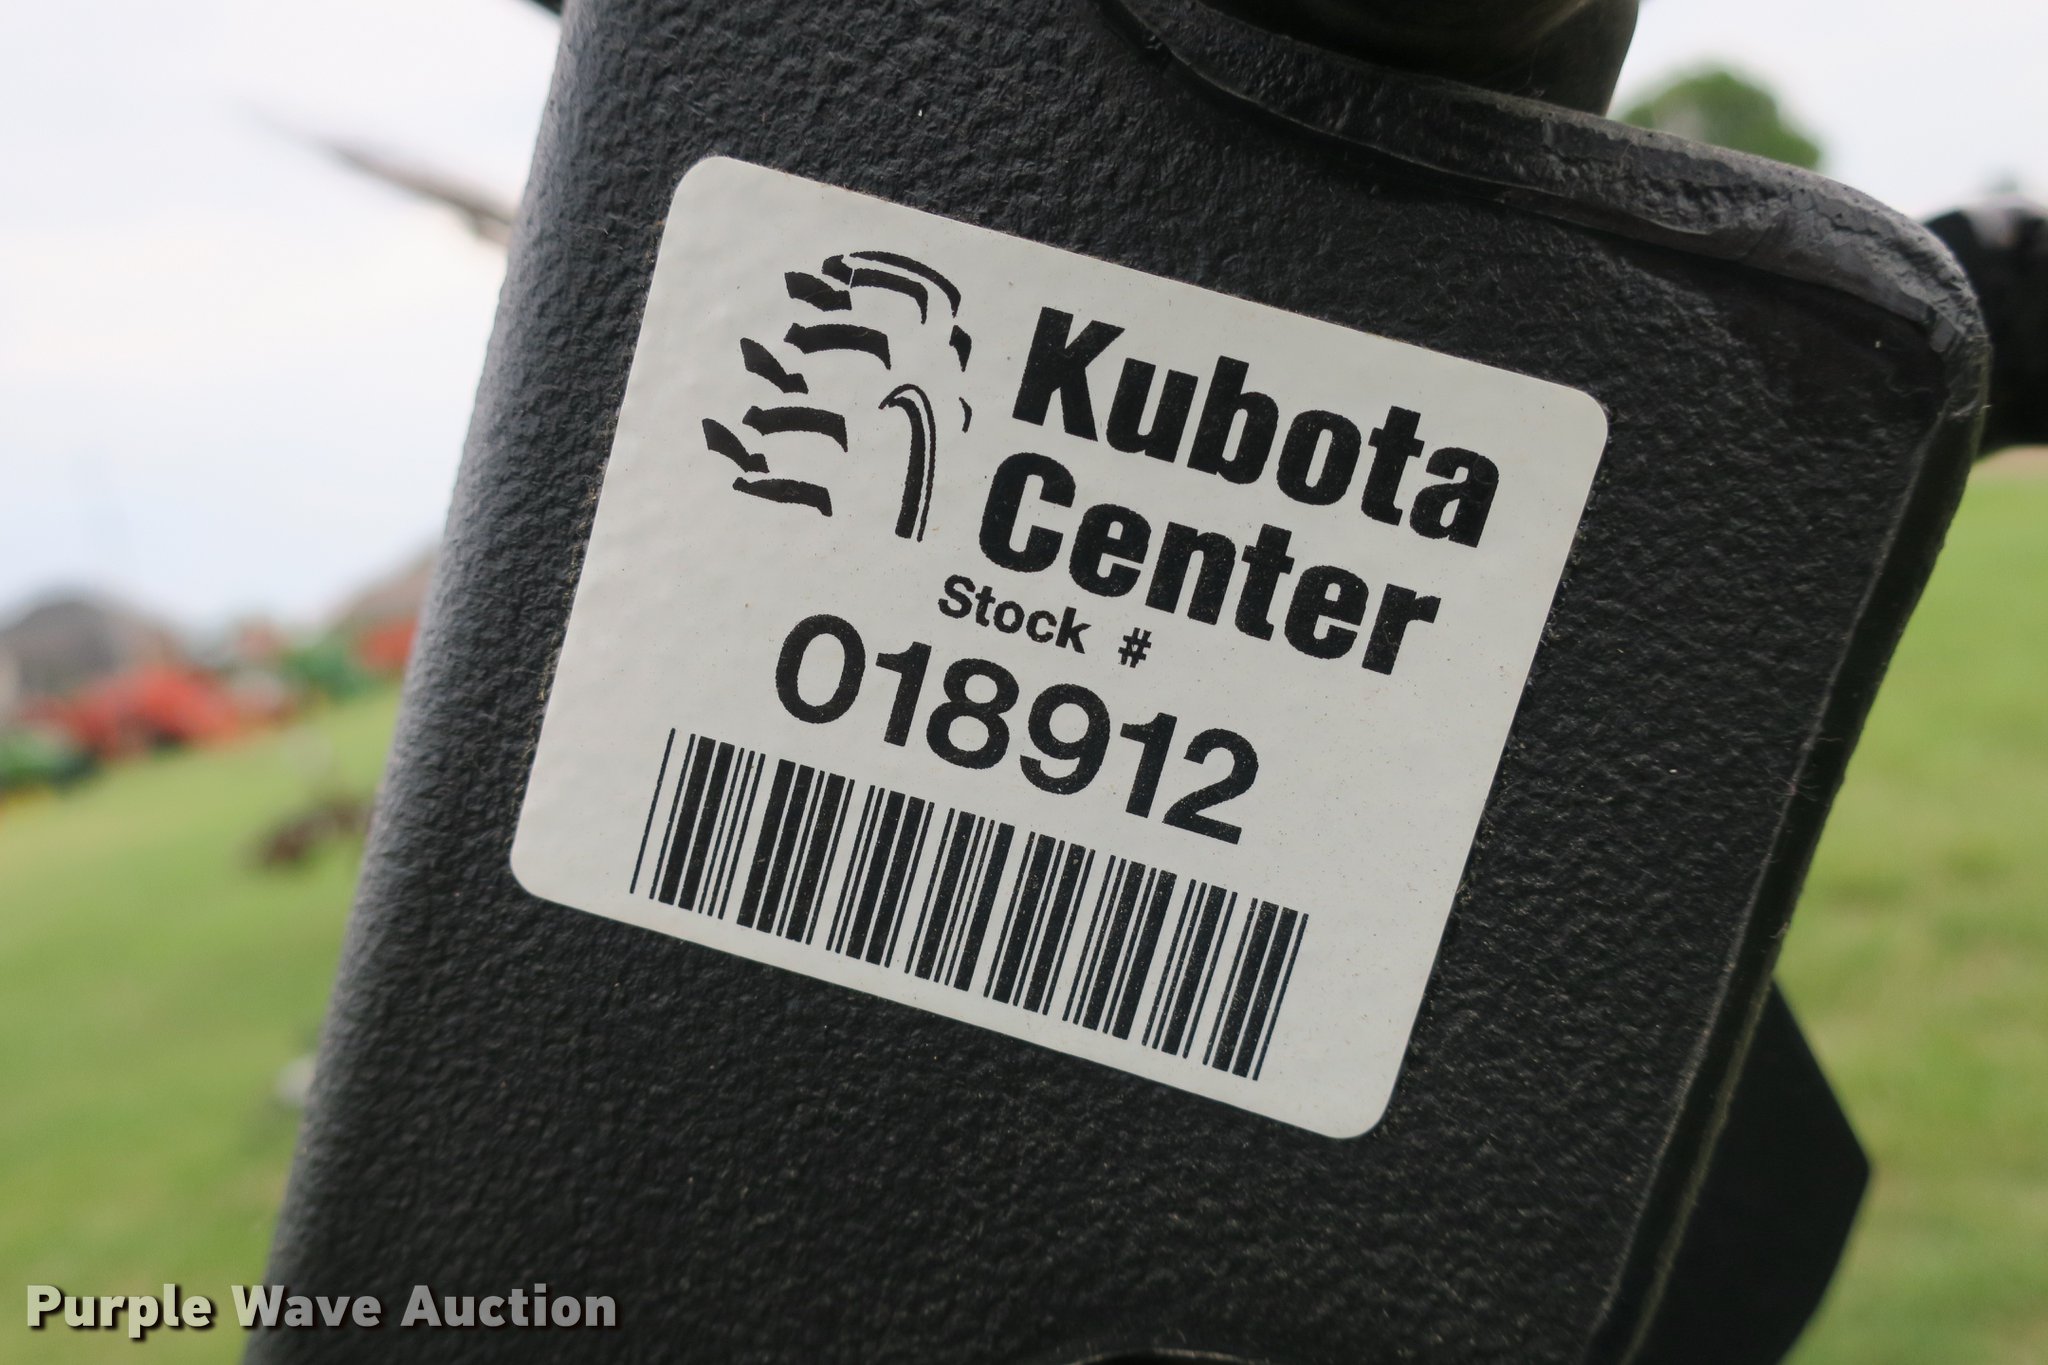 Kubota
Center
Stock #
018912
Purple Wave Auction